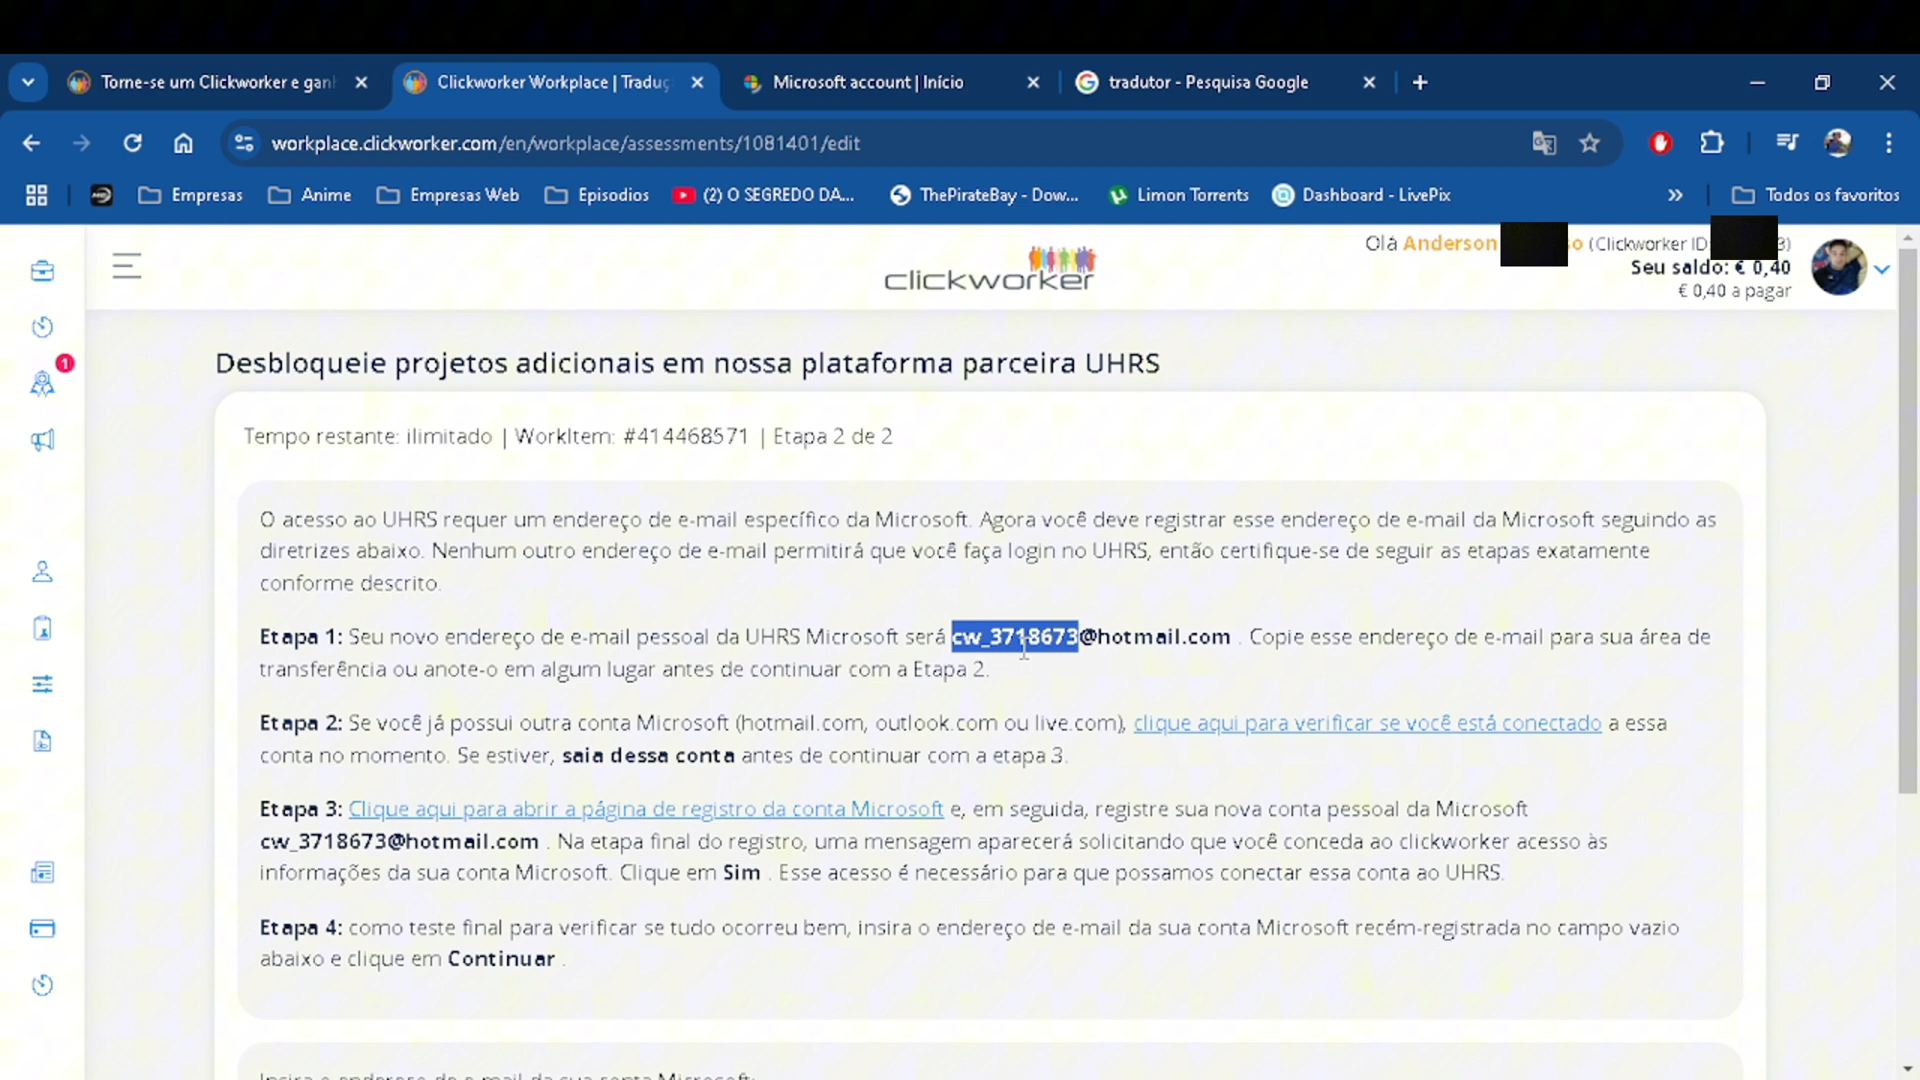 Torne-se um Clickworker e ganh
Clickworker Workplace | Traduç
Microsoft account | Início
tradutor - Pesquisa Google
workplace.clickworker.com/en/workplace/assessments/1081401/edit
Empresas
Anime
Empresas Web
Episodios
(2) O SEGREDO DA...
ThePirateBay - Dow...
Limon Torrents
Dashboard - LivePix
Todos os favoritos
clickworker
Olá Anderson o (Clickworker ID: 3)
Seu saldo: € 0,40
€ 0,40 a pagar
1
Desbloqueie projetos adicionais em nossa plataforma parceira UHRS
Tempo restante: ilimitado | WorkItem: #414468571 | Etapa 2 de 2
O acesso ao UHRS requer um endereço de e-mail específico da Microsoft. Agora você deve registrar esse endereço de e-mail da Microsoft seguindo as
diretrizes abaixo. Nenhum outro endereço de e-mail permitirá que você faça login no UHRS, então certifique-se de seguir as etapas exatamente
conforme descrito.
Etapa 1: Seu novo endereço de e-mail pessoal da UHRS Microsoft será cw_3718673@hotmail.com . Copie esse endereço de e-mail para sua área de
transferência ou anote-o em algum lugar antes de continuar com a Etapa 2.
Etapa 2: Se você já possui outra conta Microsoft (hotmail.com, outlook.com ou live.com), clique aqui para verificar se você está conectado a essa
conta no momento. Se estiver, saia dessa conta antes de continuar com a etapa 3.
Etapa 3: Clique aqui para abrir a página de registro da conta Microsoft e, em seguida, registre sua nova conta pessoal da Microsoft
cw_3718673@hotmail.com . Na etapa final do registro, uma mensagem aparecerá solicitando que você conceda ao clickworker acesso às
informações da sua conta Microsoft. Clique em Sim . Esse acesso é necessário para que possamos conectar essa conta ao UHRS.
Etapa 4: como teste final para verificar se tudo ocorreu bem, insira o endereço de e-mail da sua conta Microsoft recém-registrada no campo vazio
abaixo e clique em Continuar .
Insira o endereço de e-mail da sua conta Microsoft: